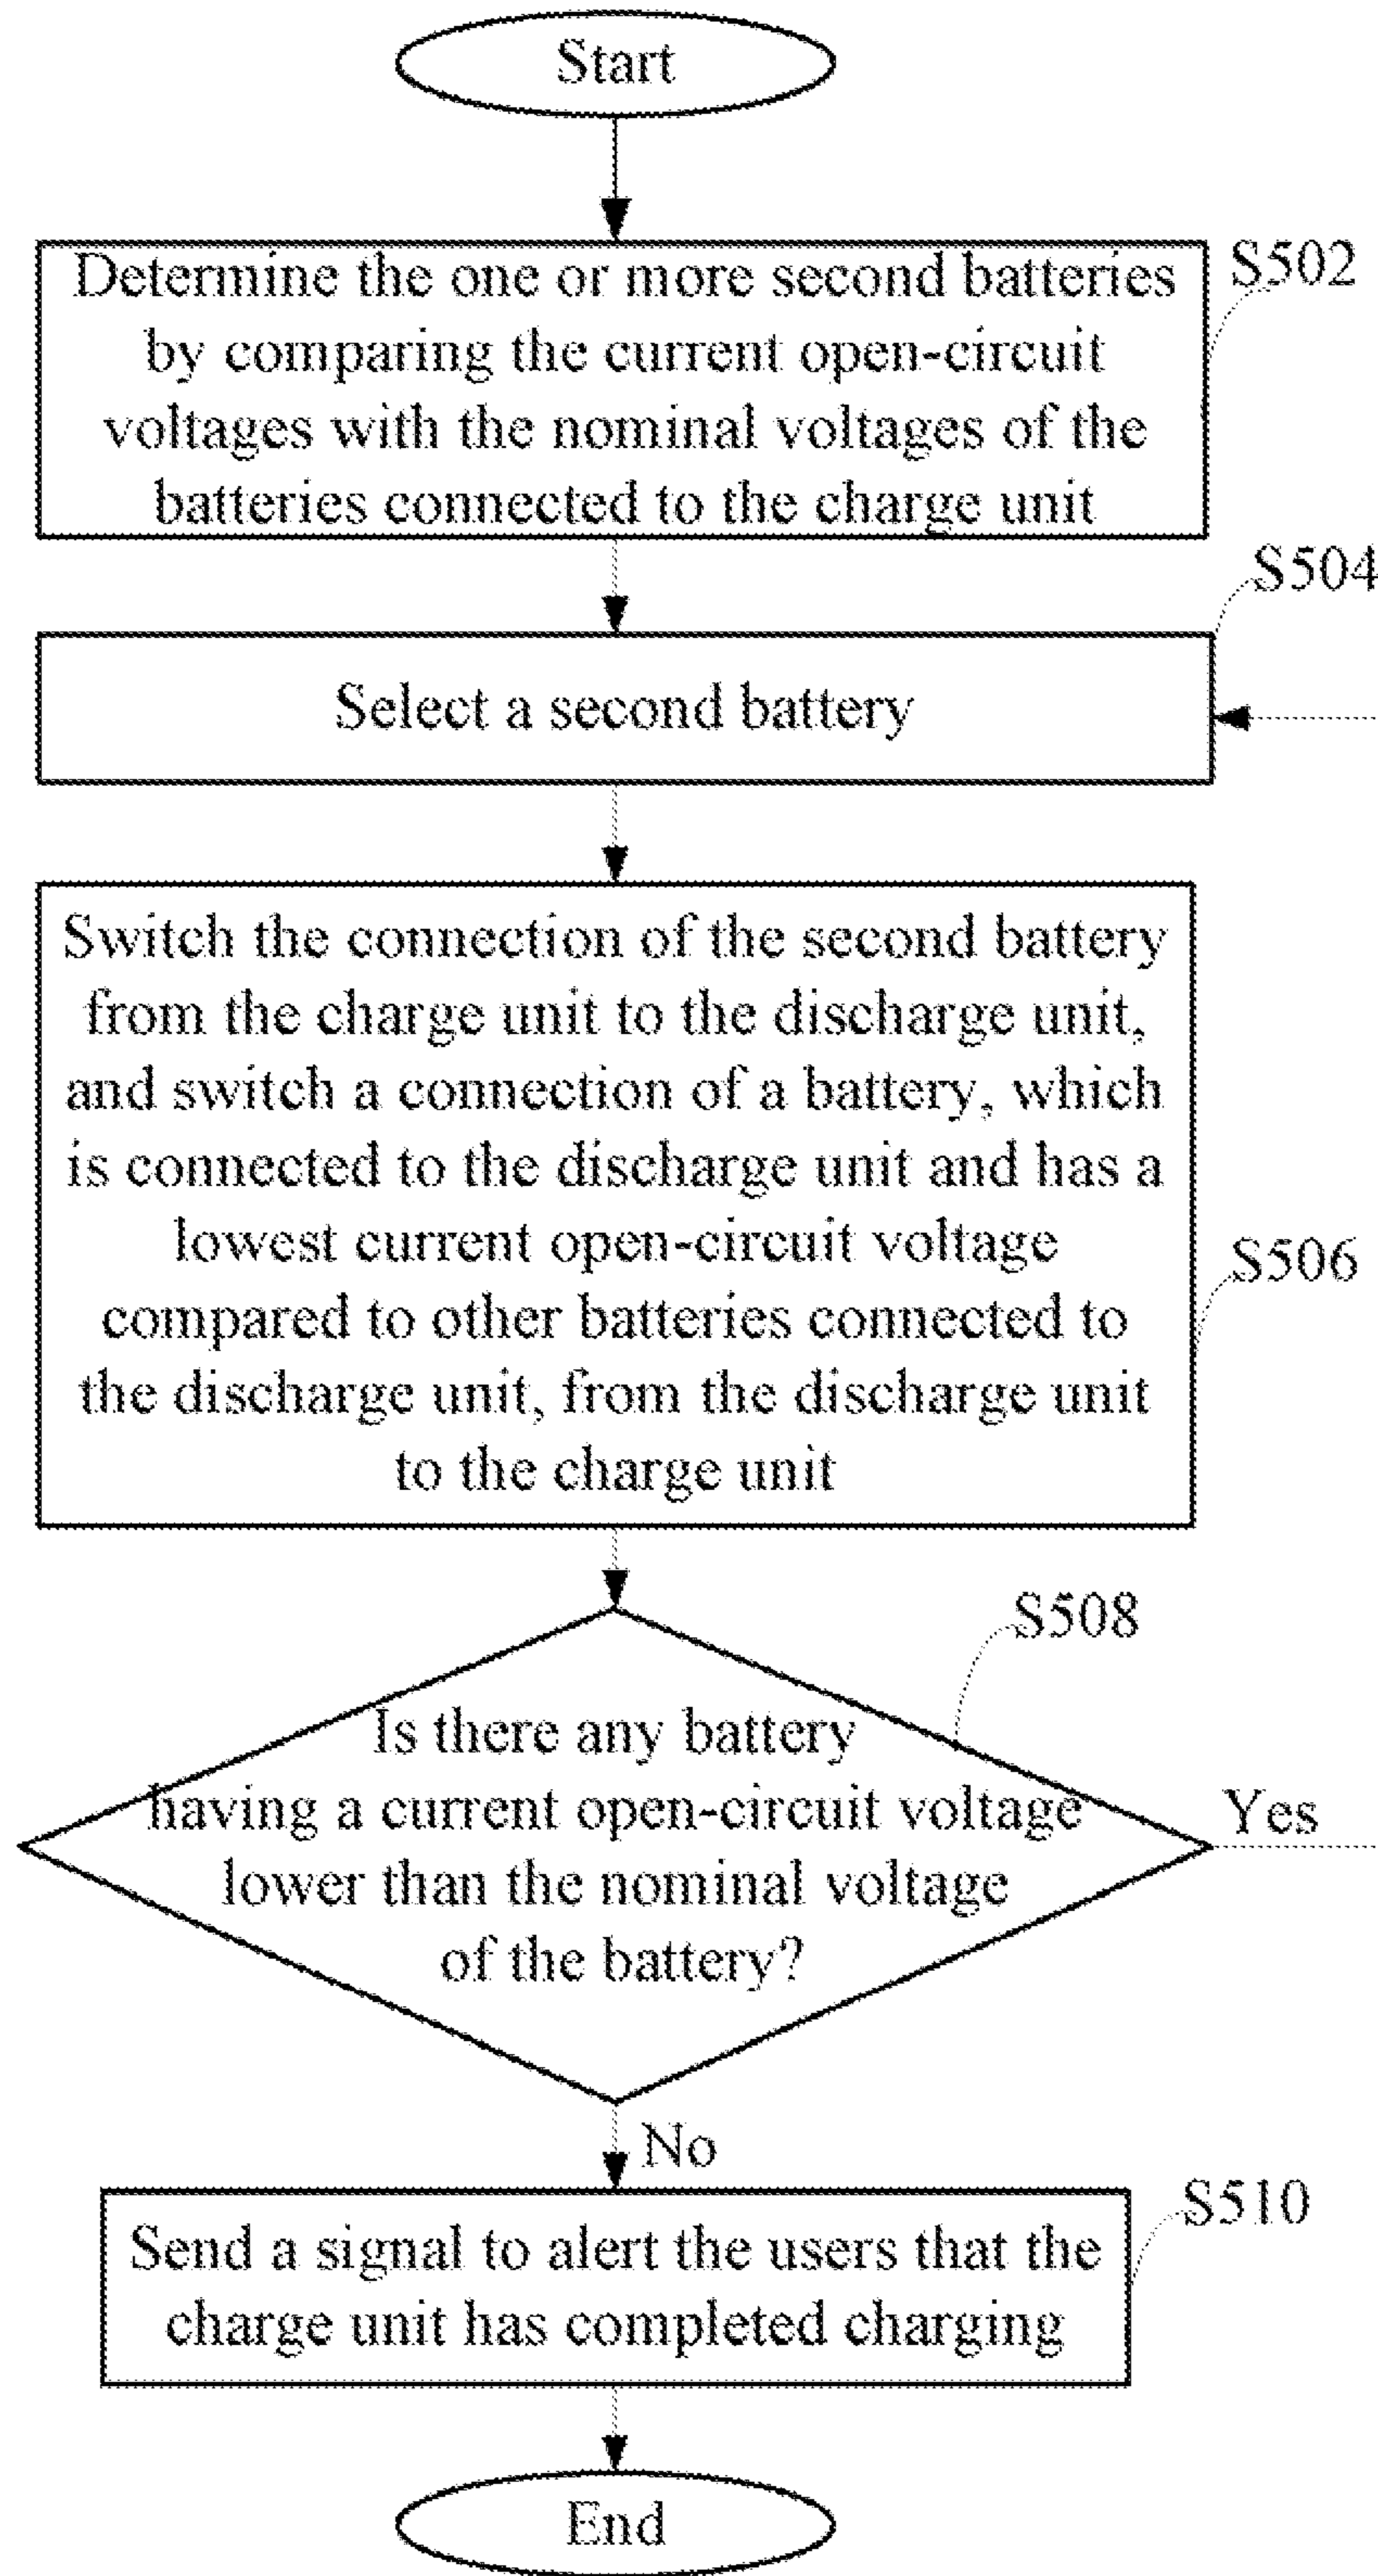 Start
Determine the one or more second batteries
by comparing the current open-circuit
voltages with the nominal voltages of the
batteries connected to the charge unit
S502
S504
Select a second battery
Switch the connection of the second battery
from the charge unit to the discharge unit,
and switch a connection of a battery, which
is connected to the discharge unit and has a
lowest current open-circuit voltage
compared to other batteries connected to
the discharge unit, from the discharge unit
to the charge unit
S506
S508
Is there any battery
having a current open-circuit voltage
lower than the nominal voltage
of the battery?
Yes
No
S510
Send a signal to alert the users that the
charge unit has completed charging
End